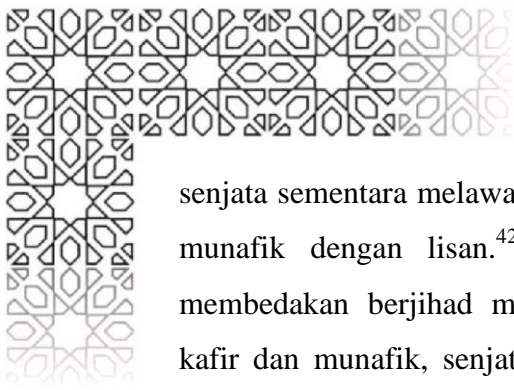 senjata sementara melawa
munafik dengan lisan.42
membedakan berjihad m
kafir dan munafik, senjat